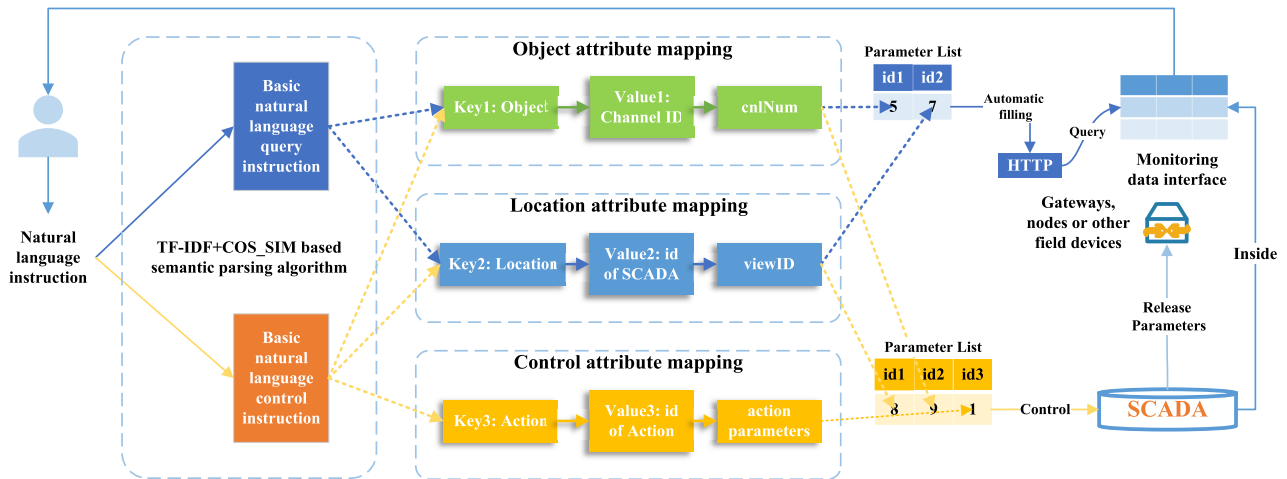 Natural
language
instruction
Basic
natural
language
query
instruction
TF-IDF+COS_SIM based
semantic parsing algorithm
Basic
natural
language
control
instruction
Object attribute mapping
Key1: Object
Value1:
Channel ID
cnlNum
Location attribute mapping
Key2: Location
Value2: id
of SCADA
viewID
Control attribute mapping
Key3: Action
Value3: id
of Action
action
parameters
Parameter List
id1 id2
5 7
Automatic
filling
HTTP
Query
Monitoring
data interface
Gateways,
nodes or other
field devices
Inside
Release
Parameters
Parameter List
id1 id2 id3
8 9 1
Control
SCADA